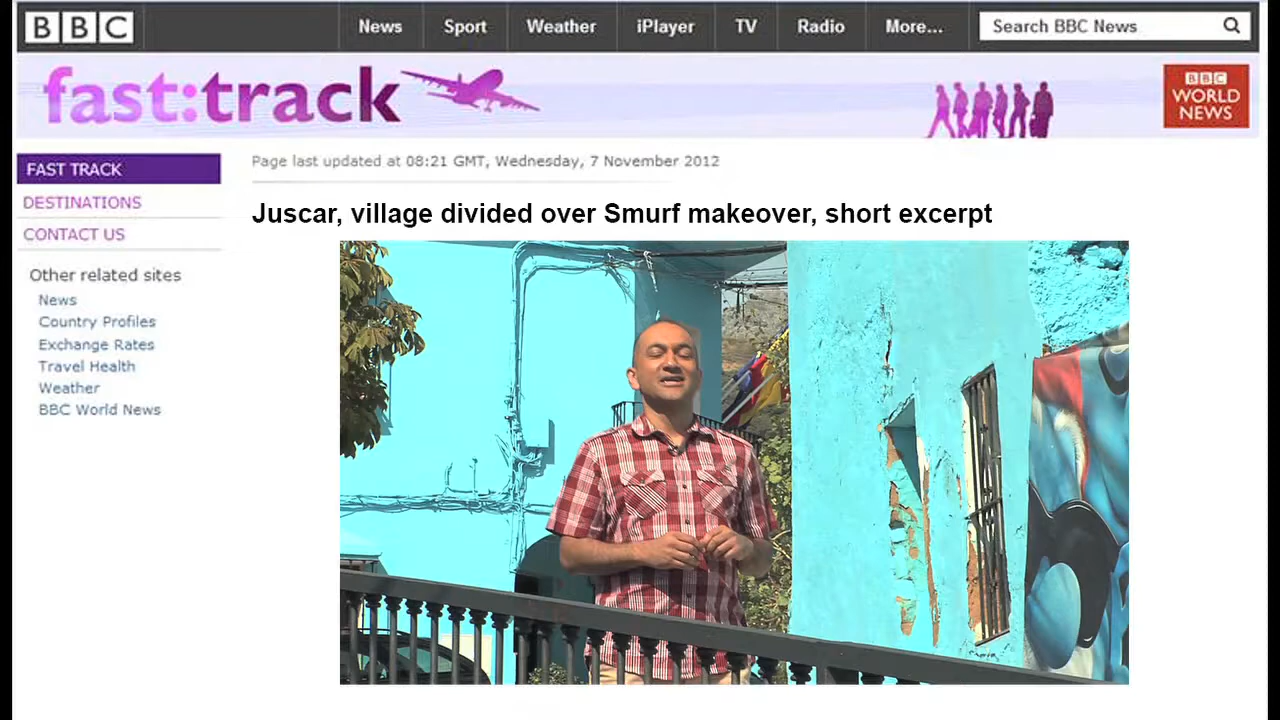 BBC
News
Sport
Weather
iPlayer
TV
Radio
More...
Search BBC News
fast:track
BBC
WORLD
NEWS
FAST TRACK
DESTINATIONS
CONTACT US
Other related sites
News
Country Profiles
Exchange Rates
Travel Health
Weather
BBC World News
Page last updated at 08:21 GMT, Wednesday, 7 November 2012
Juscar, village divided over Smurf makeover, short excerpt